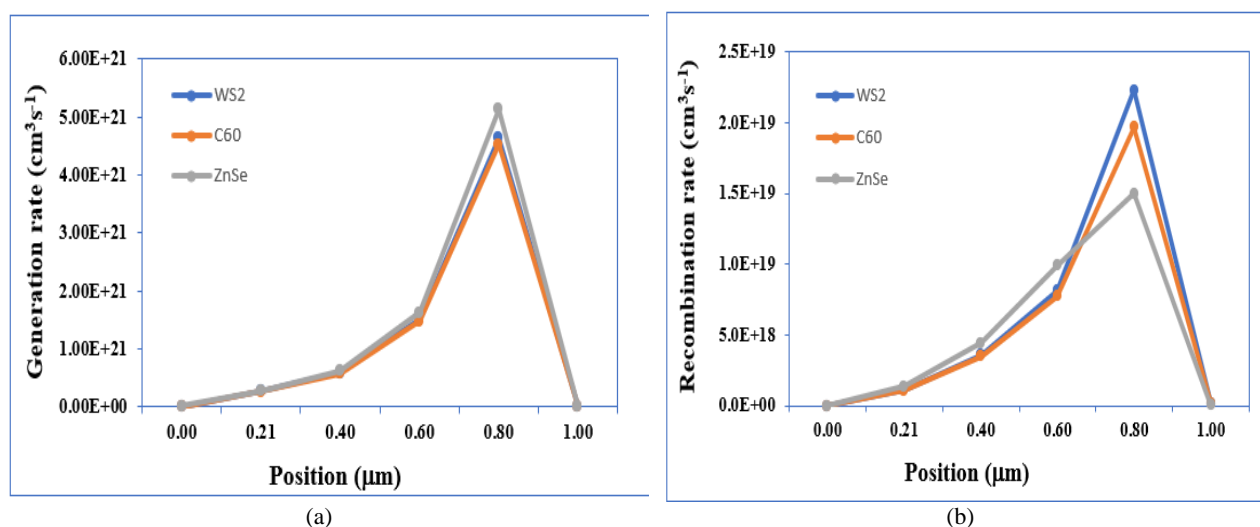 6.00E+21
5.00E+21
4.00E+21
3.00E+21
2.00E+21
1.00E+21
0.00E+00
Generation rate (cm³s⁻¹)
WS2
C60
ZnSe
0.00 0.21 0.40 0.60 0.80 1.00
Position (μm)
(a)
2.5E+19
2.0E+19
1.5E+19
1.0E+19
5.0E+18
0.0E+00
Recombination rate (cm³s⁻¹)
WS2
C60
ZnSe
0.00 0.21 0.40 0.60 0.80 1.00
Position (μm)
(b)